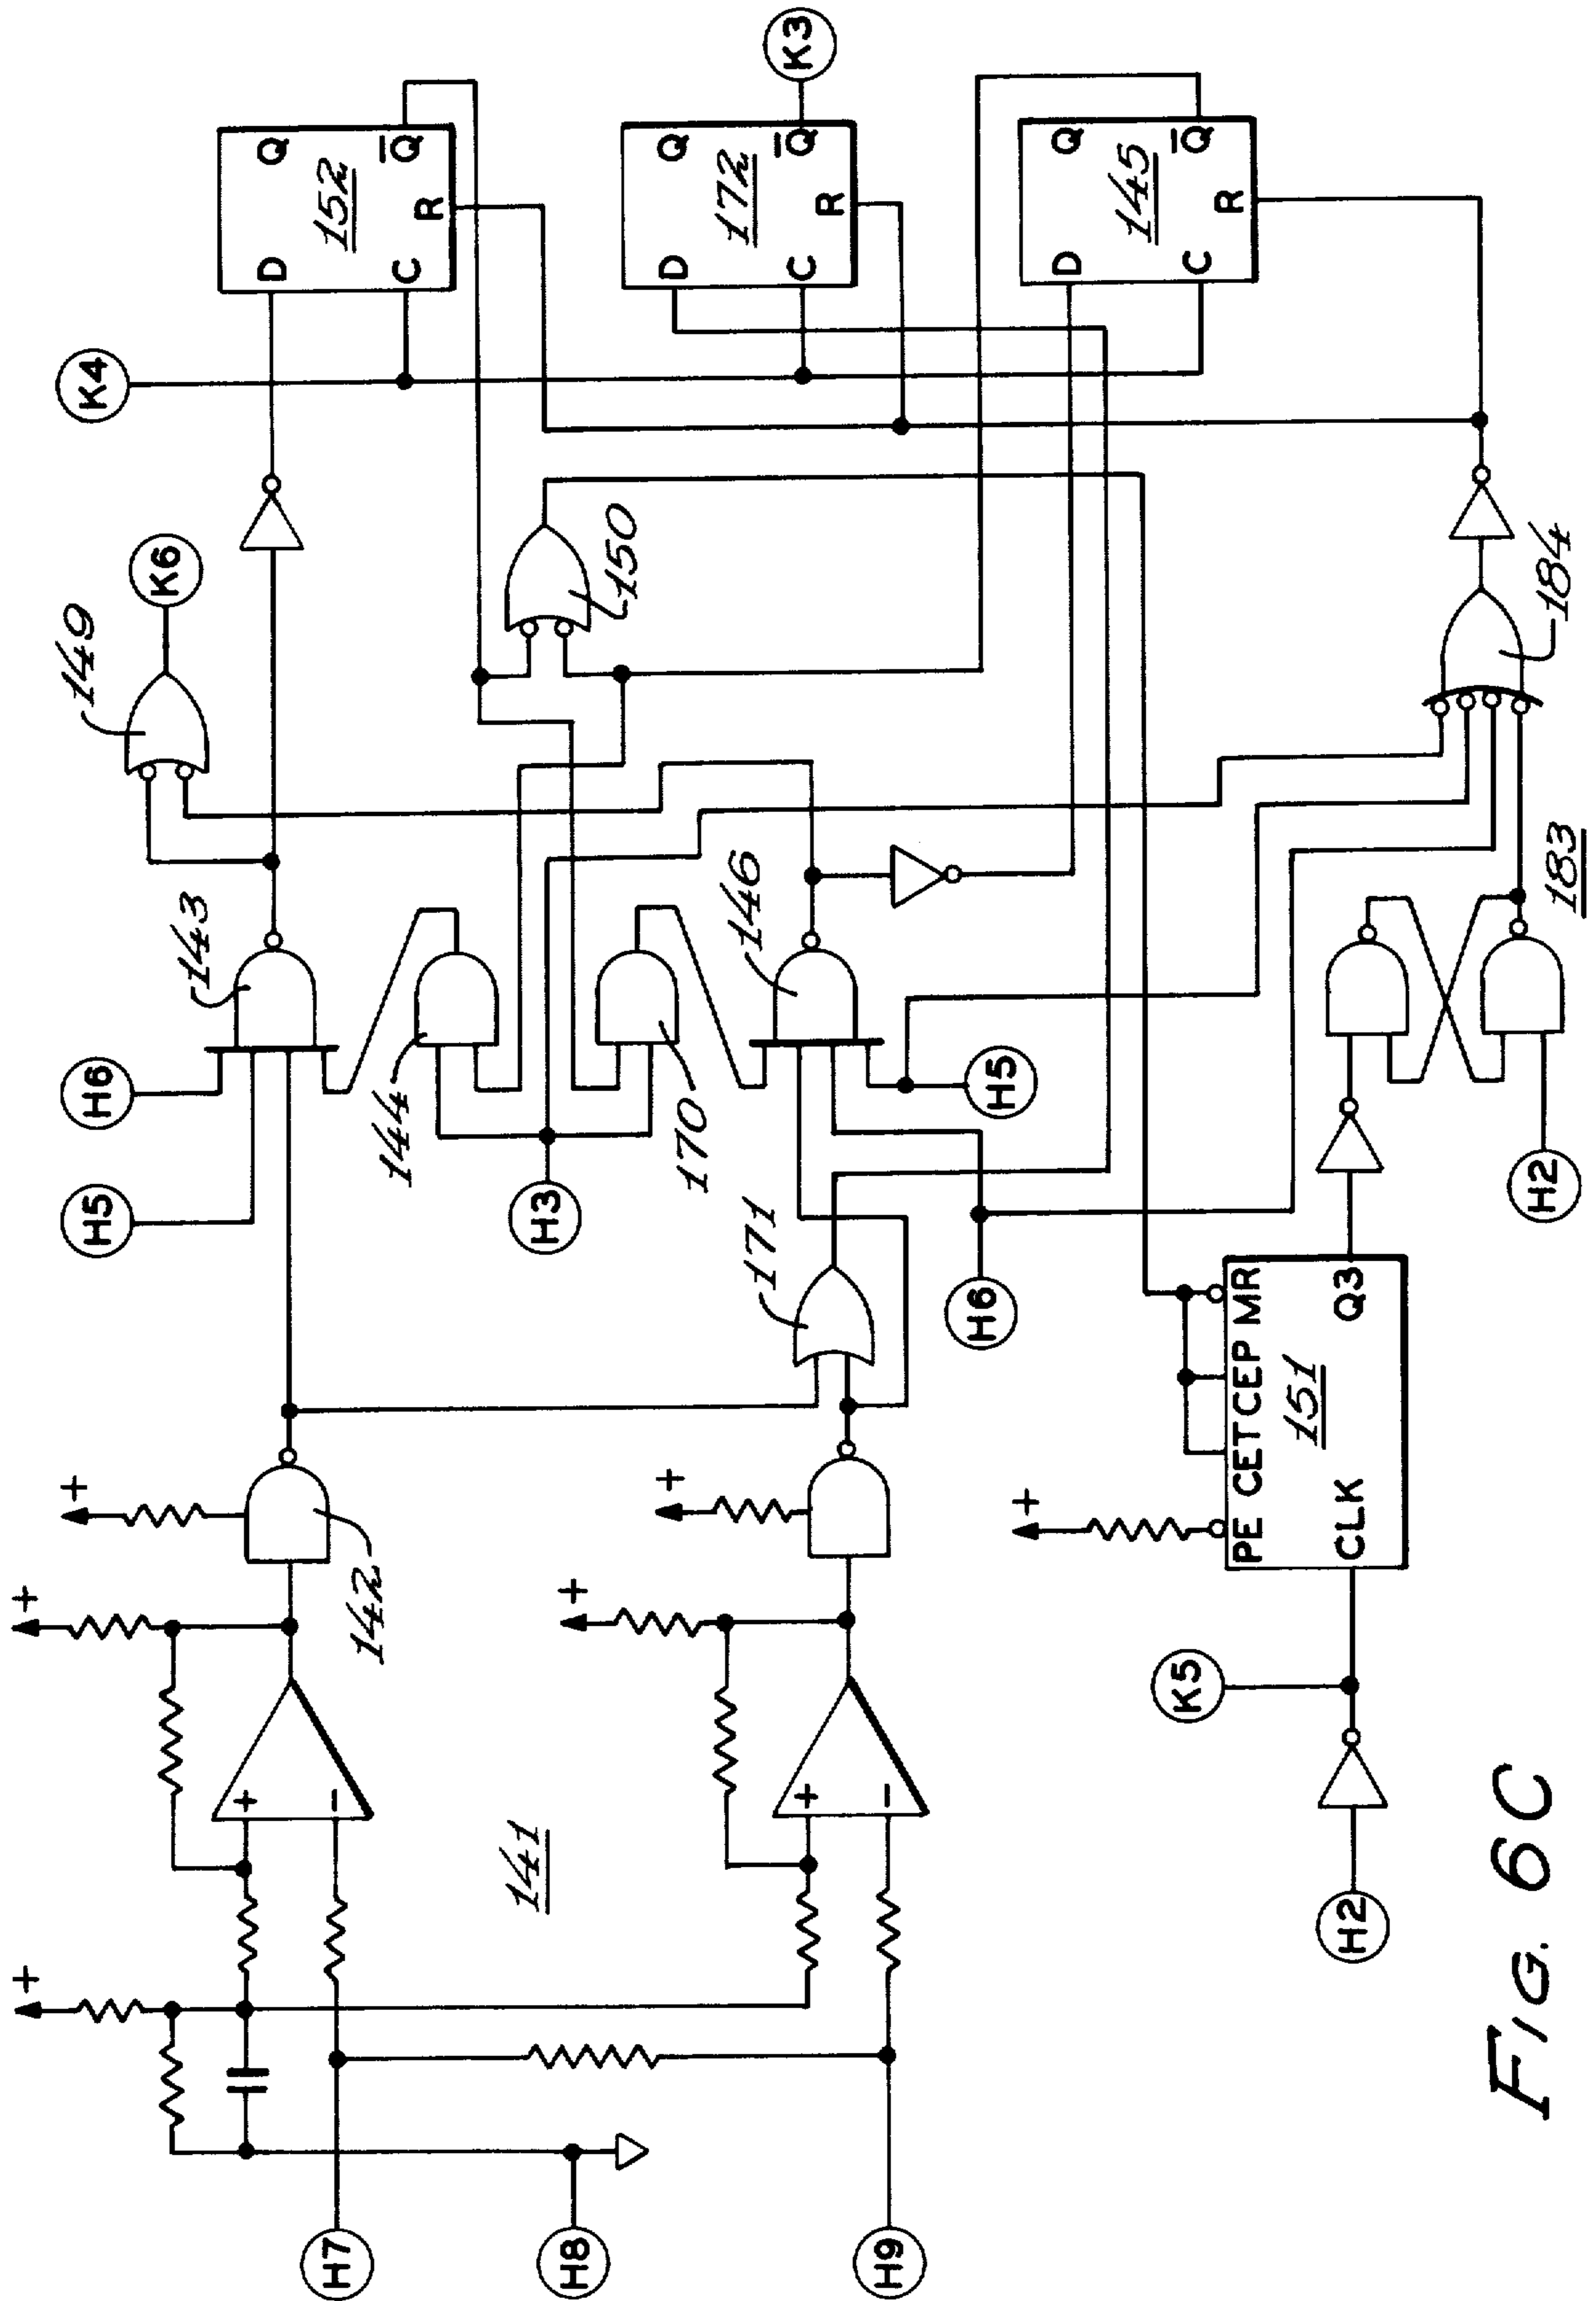 K4
K6
K3
149
D Q
152
C Q
R
H6
143
H5
D Q
172
C Q
R
150
144
H3
170
146
H5
D Q
145
C Q
R
+
142
+
+
+
+
171
H6
+
141
+ −
+ −
+
PE CET CEP MR
151
CLK Q3
K5
H2
183
184
H2
H7
H8
H9
FIG. 6C